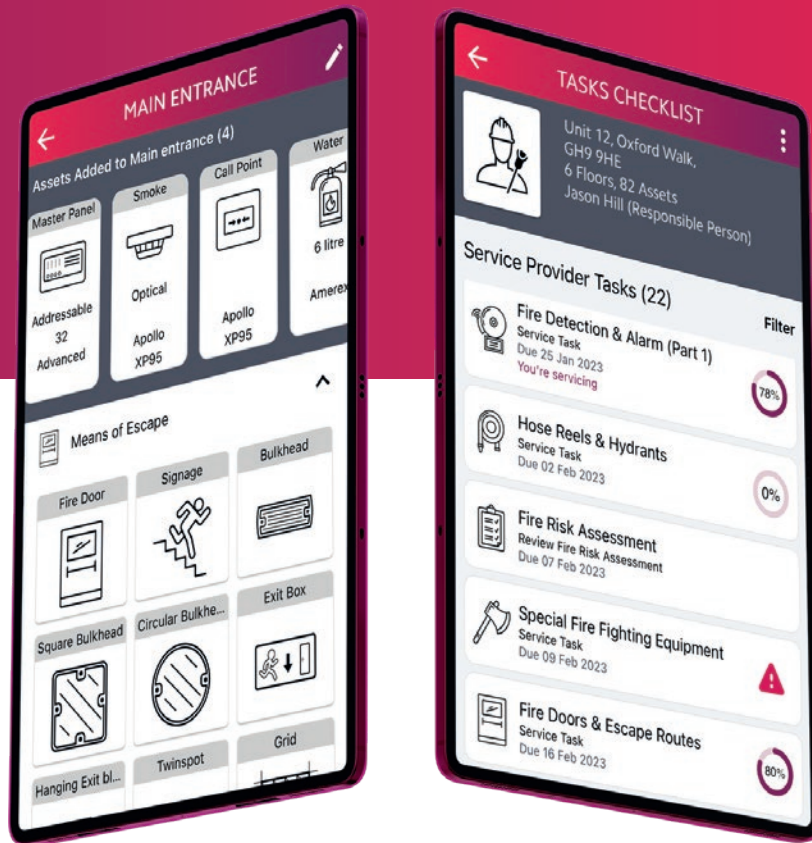 MAIN ENTRANCE
Assets Added to Main entrance (4)
Master Panel
Addressable
32
Advanced
Smoke
Optical
Apollo
XP95
Call Point
Apollo
XP95
Water
6 litre
Amerex
Means of Escape
Fire Door
Signage
Bulkhead
Square Bulkhead
Circular Bulkhe...
Exit Box
Hanging Exit bl...
Twinspot
Grid
TASKS CHECKLIST
Unit 12, Oxford Walk,
GH9 9HE
6 Floors, 82 Assets
Jason Hill (Responsible Person)
Service Provider Tasks (22)
Filter
Fire Detection & Alarm (Part 1)
Service Task
Due 25 Jan 2023
You're servicing
78%
Hose Reels & Hydrants
Service Task
Due 02 Feb 2023
0%
Fire Risk Assessment
Review Fire Risk Assessment
Due 07 Feb 2023
Special Fire Fighting Equipment
Service Task
Due 09 Feb 2023
Fire Doors & Escape Routes
Service Task
Due 16 Feb 2023
80%